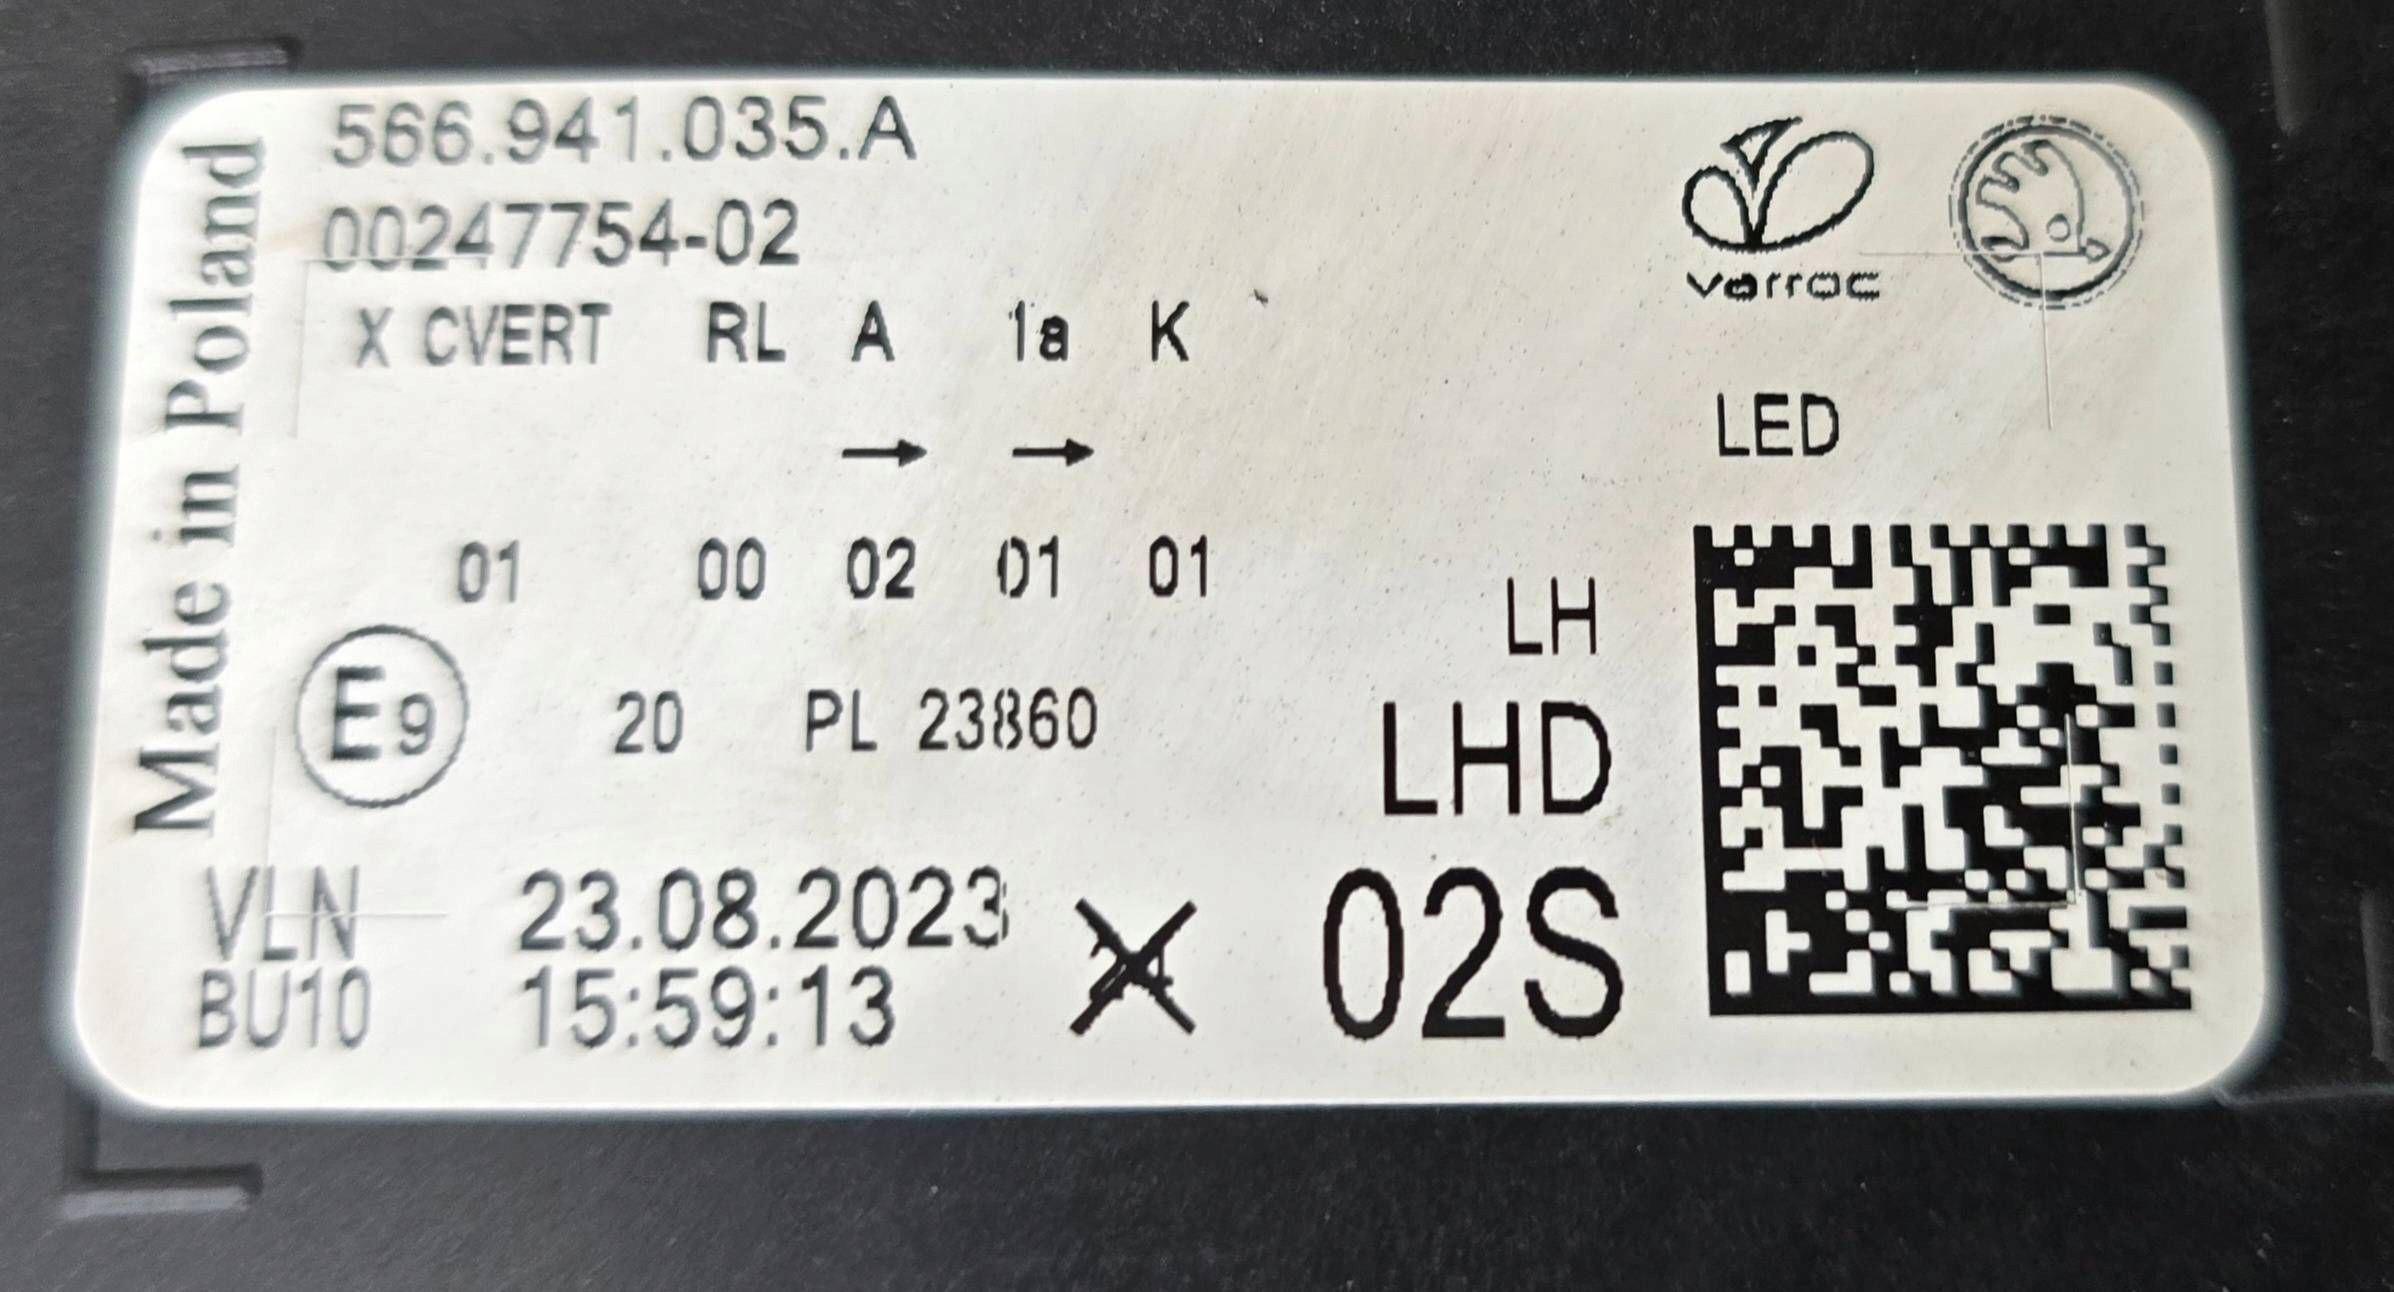 Made in Poland
566.941.035.A
00247754-02
X CVERT RL A 1a K
→ →
01 00 02 01 01
E9 20 PL 23860
VLN 23.08.2023
BU10 15:59:13
varroc
LED
LH
LHD
02S